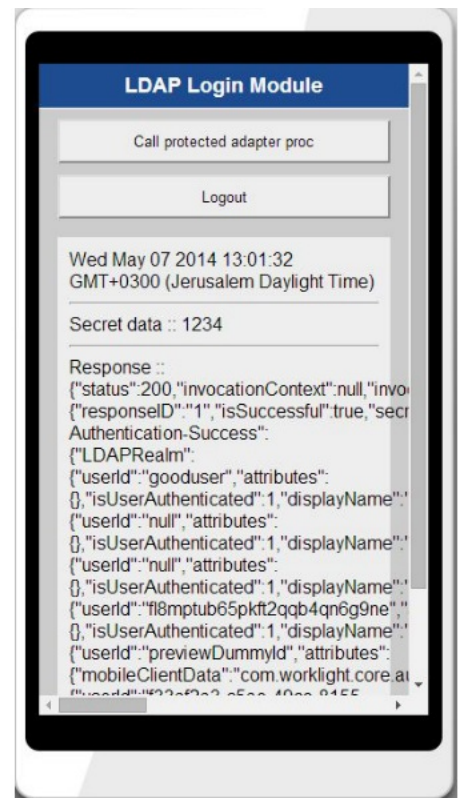 LDAP Login Module
Call protected adapter proc
Logout
Wed May 07 2014 13:01:32
GMT+0300 (Jerusalem Daylight Time)
Secret data :: 1234
Response ::
{"status":200,"invocationContext":null,"invo
{"responseID":"1","isSuccessful":true,"secr
Authentication-Success":
{"LDAPRealm":
{"userId":"gooduser","attributes":
{},"isUserAuthenticated":1,"displayName":"
{"userId":"null","attributes":
{},"isUserAuthenticated":1,"displayName":"
{"userId":"null","attributes":
{},"isUserAuthenticated":1,"displayName":"
{"userId":"fl8mptub65pkft2qqb4qn6g9ne","
{},"isUserAuthenticated":1,"displayName":"
{"userId":"previewDummyId","attributes":
{"mobileClientData":"com.worklight.core.au